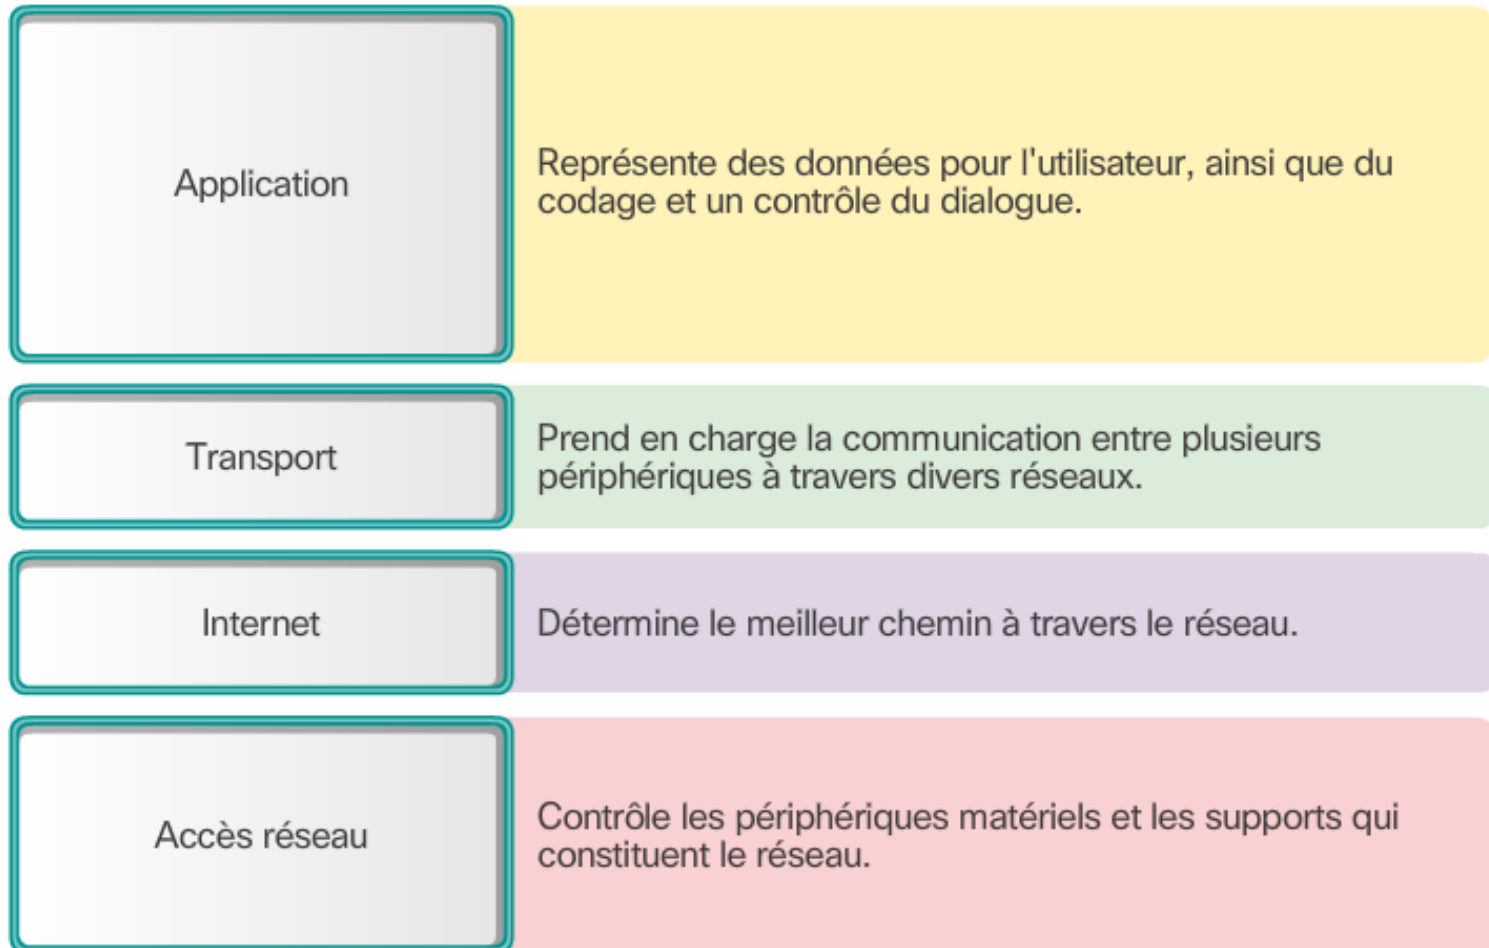 Application
Représente des données pour l'utilisateur, ainsi que du
codage et un contrôle du dialogue.
Transport
Prend en charge la communication entre plusieurs
périphériques à travers divers réseaux.
Internet
Détermine le meilleur chemin à travers le réseau.
Accès réseau
Contrôle les périphériques matériels et les supports qui
constituent le réseau.